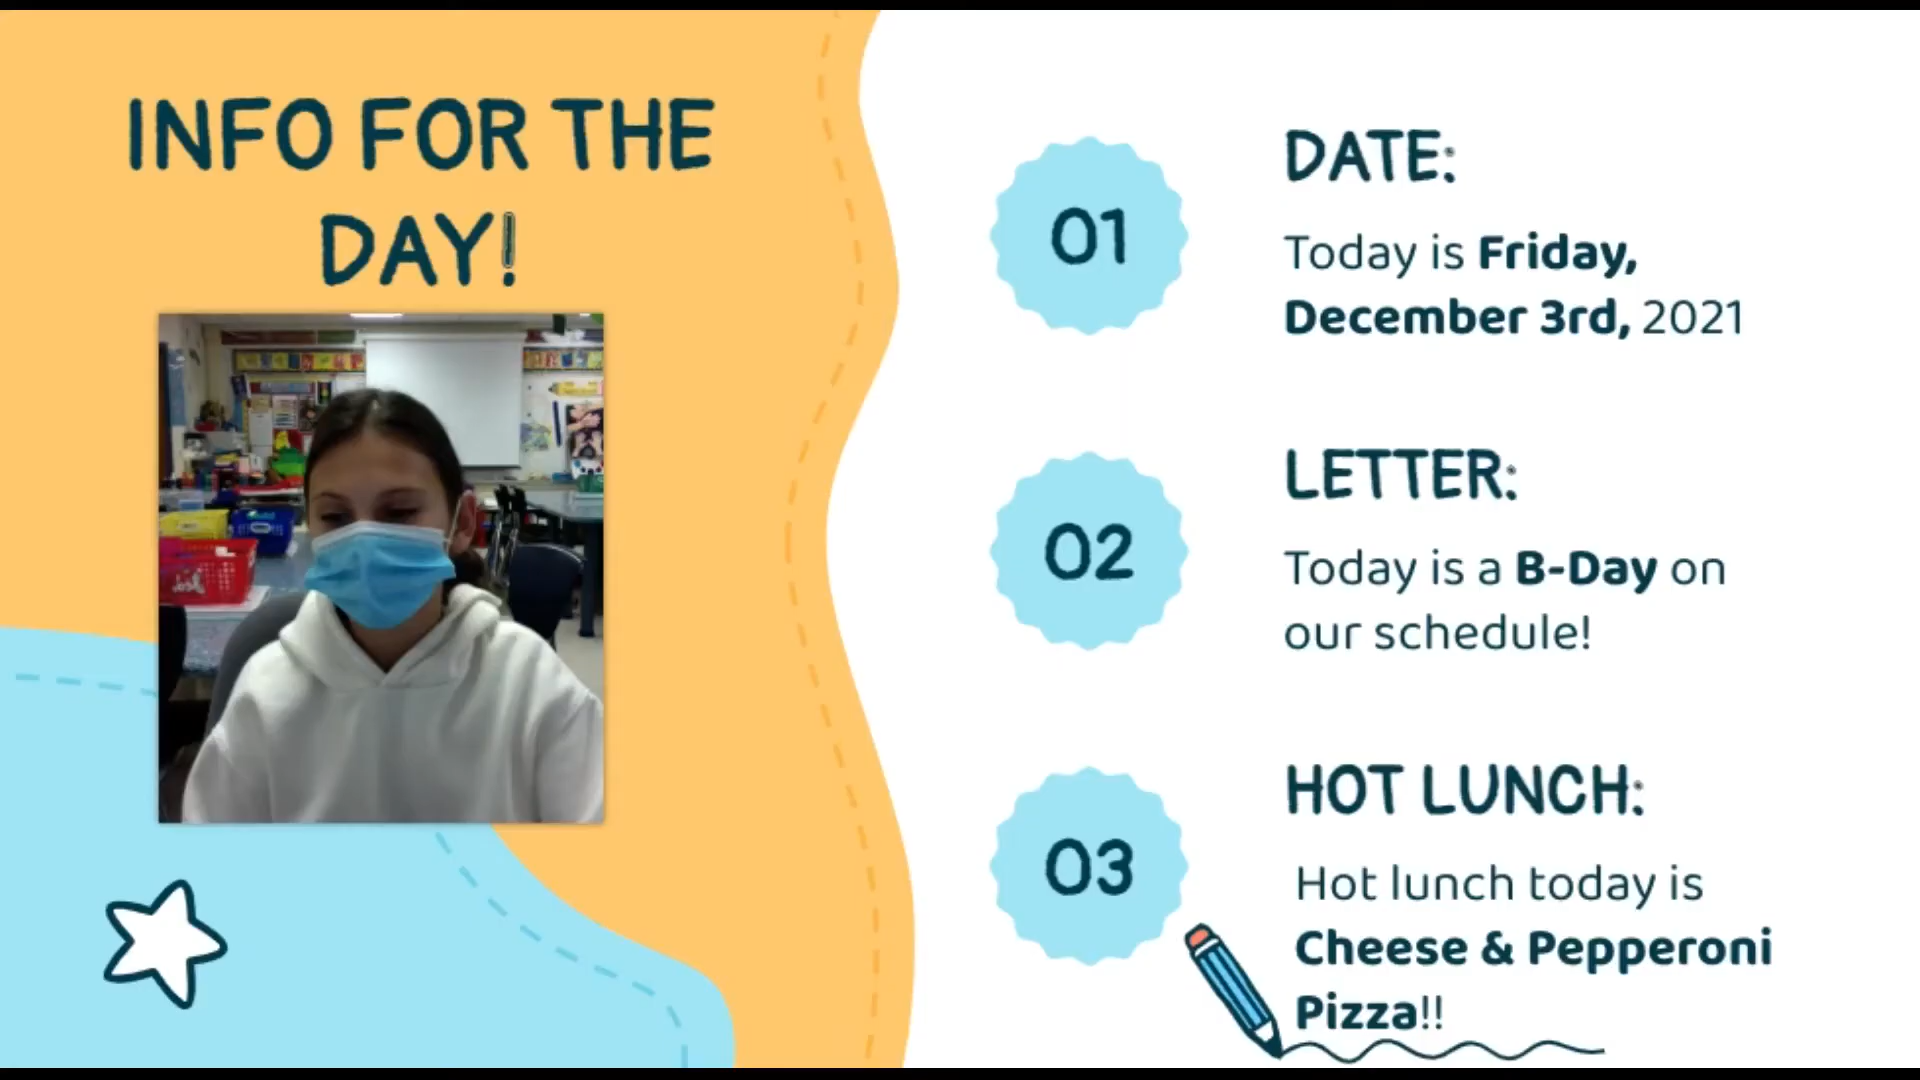 INFO FOR THE
DAY!
01
DATE:
Today is Friday,
December 3rd, 2021
02
LETTER:
Today is a B-Day on
our schedule!
03
HOT LUNCH:
Hot lunch today is
Cheese & Pepperoni
Pizza!!